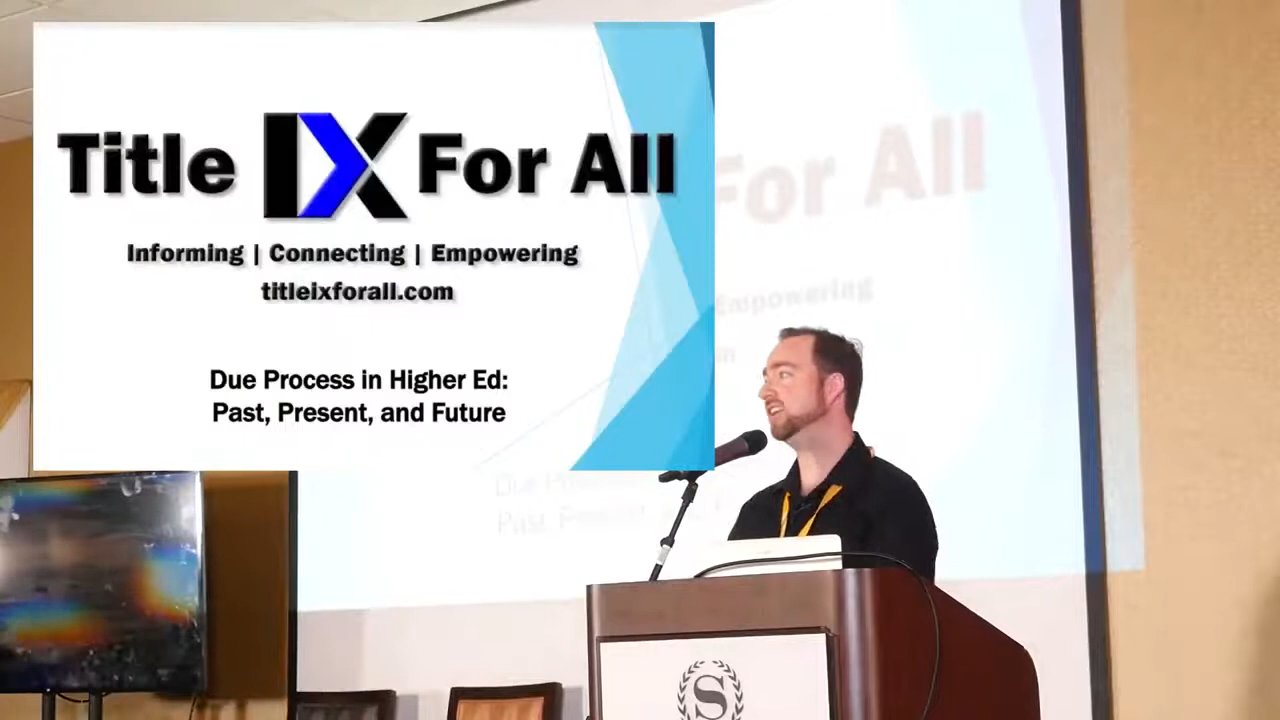 Title IX For All
Informing | Connecting | Empowering
titleixforall.com
Due Process in Higher Ed:
Past, Present, and Future
For All
Empowering
S